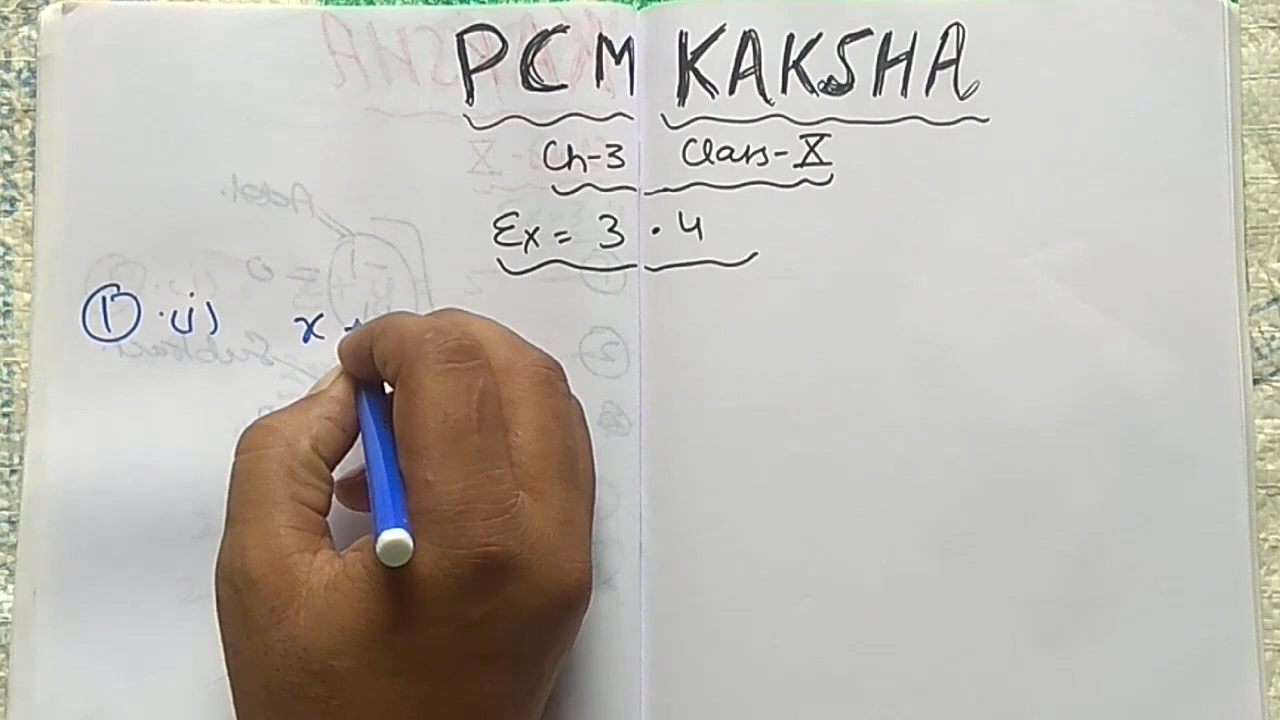 PCM KAKSHA
Ch-3 Class-X
Ex = 3.4
① (i) x +